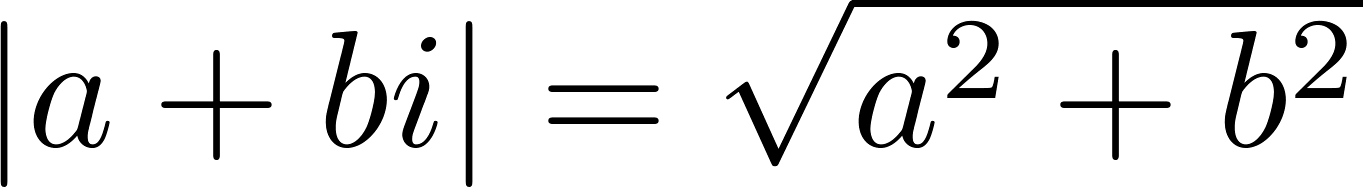 |a + bi| = √(a² + b²)